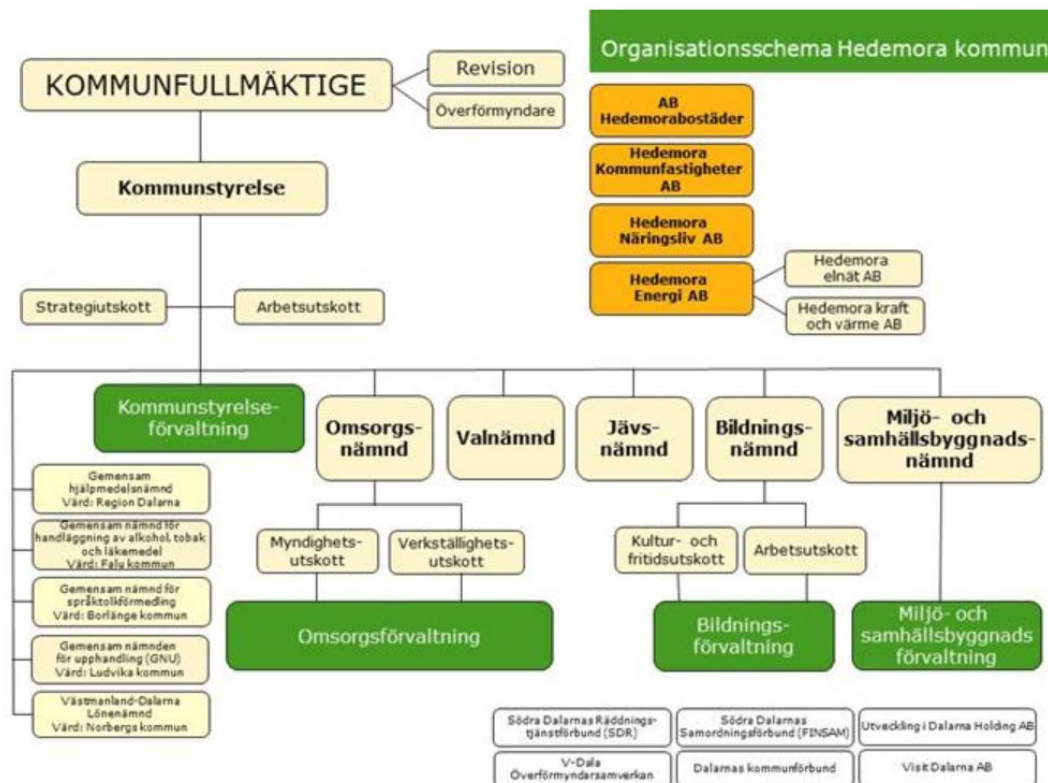 Organisationsschema Hedemora kommun
KOMMUNFULLMÄKTIGE
Revision
Överförmyndare
Kommunstyrelse
Strategiutskott
Arbetsutskott
AB
Hedemorabostäder
Hedemora
Kommunfastigheter
AB
Hedemora
Näringsliv AB
Hedemora
Energi AB
Hedemora
elnät AB
Hedemora kraft
och värme AB
Kommunstyrelse-
förvaltning
Omsorgs-
nämnd
Valnämnd
Jävs-
nämnd
Bildnings-
nämnd
Miljö- och
samhällsbyggnads-
nämnd
Gemensam
hjälpmedelsnämnd
Värd: Region Dalarna
Gemensam nämnd för
handläggning av alkohol, tobak
och läkemedel
Värd: Falu kommun
Gemensam nämnd för
språktolkförmedling
Värd: Borlänge kommun
Gemensam nämnden
för upphandling (GNU)
Värd: Ludvika kommun
Västmanland-Dalarna
Lönenämnd
Värd: Norbergs kommun
Myndighets-
utskott
Verkställighets-
utskott
Kultur- och
fritidsutskott
Arbetsutskott
Omsorgsförvaltning
Bildnings-
förvaltning
Miljö- och
samhällsbyggnads
förvaltning
Södra Dalarnas Räddnings-
tjänstförbund (SDR)
Södra Dalarnas
Samordningsförbund (FINSAM)
Utveckling i Dalarna Holding AB
V-Dala
Överförmyndarsamverkan
Dalarnas kommunförbund
Visit Dalarna AB